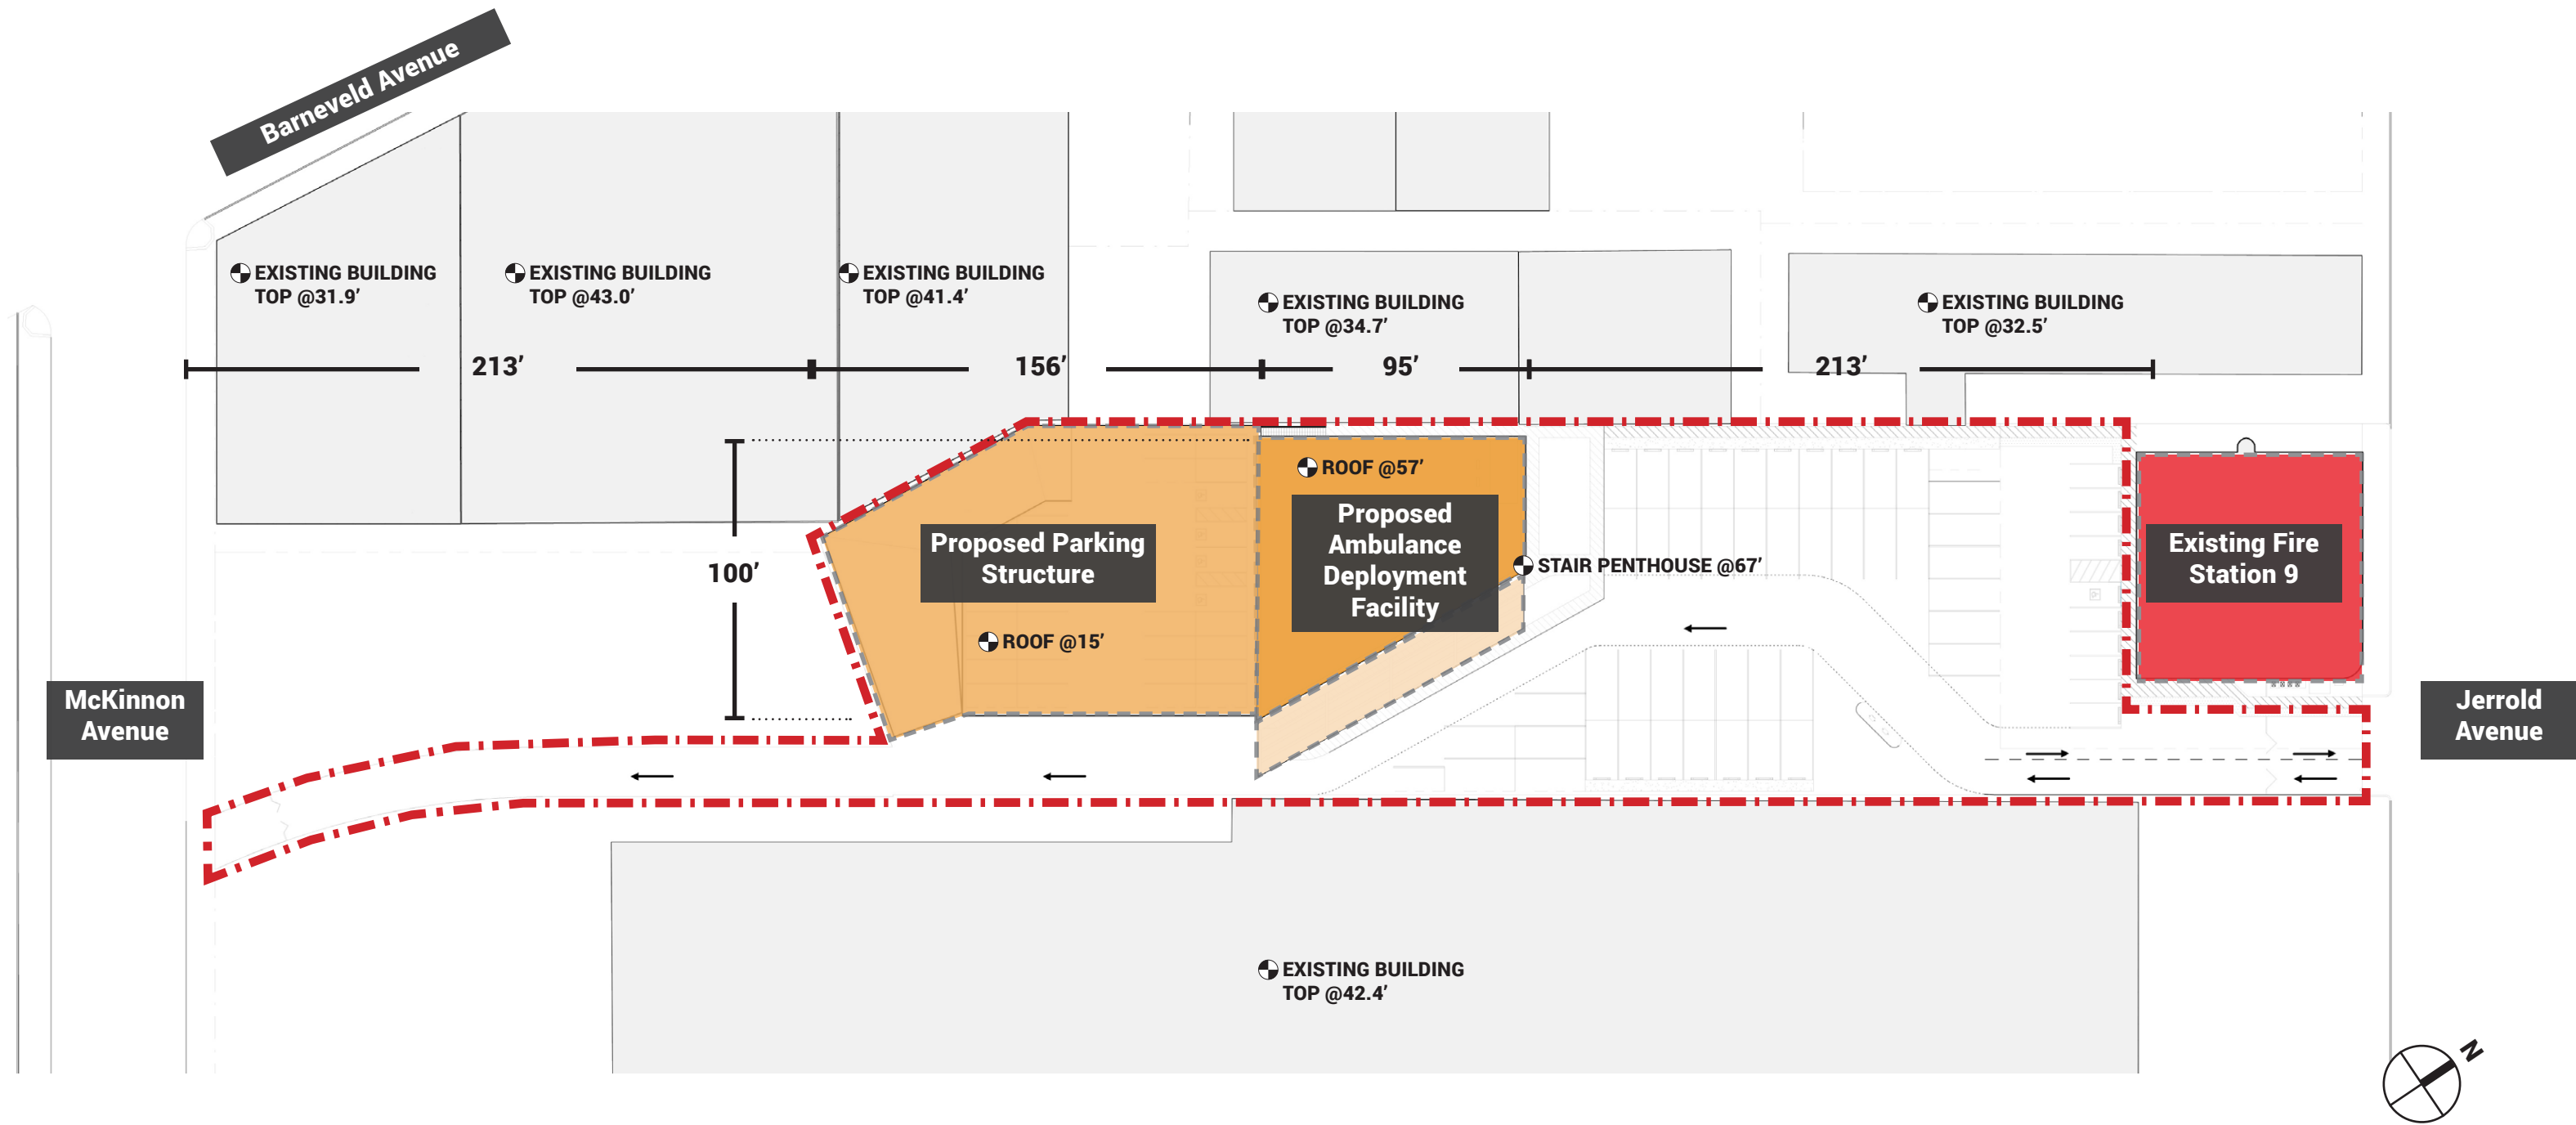 Barneveld Avenue
EXISTING BUILDING
TOP @31.9’
EXISTING BUILDING
TOP @43.0’
EXISTING BUILDING
TOP @41.4’
EXISTING BUILDING
TOP @34.7’
EXISTING BUILDING
TOP @32.5’
213’
156’
95’
213’
100’
ROOF @57’
Proposed Parking
Structure
Proposed
Ambulance
Deployment
Facility
STAIR PENTHOUSE @67’
Existing Fire
Station 9
ROOF @15’
McKinnon
Avenue
Jerrold
Avenue
EXISTING BUILDING
TOP @42.4’
N